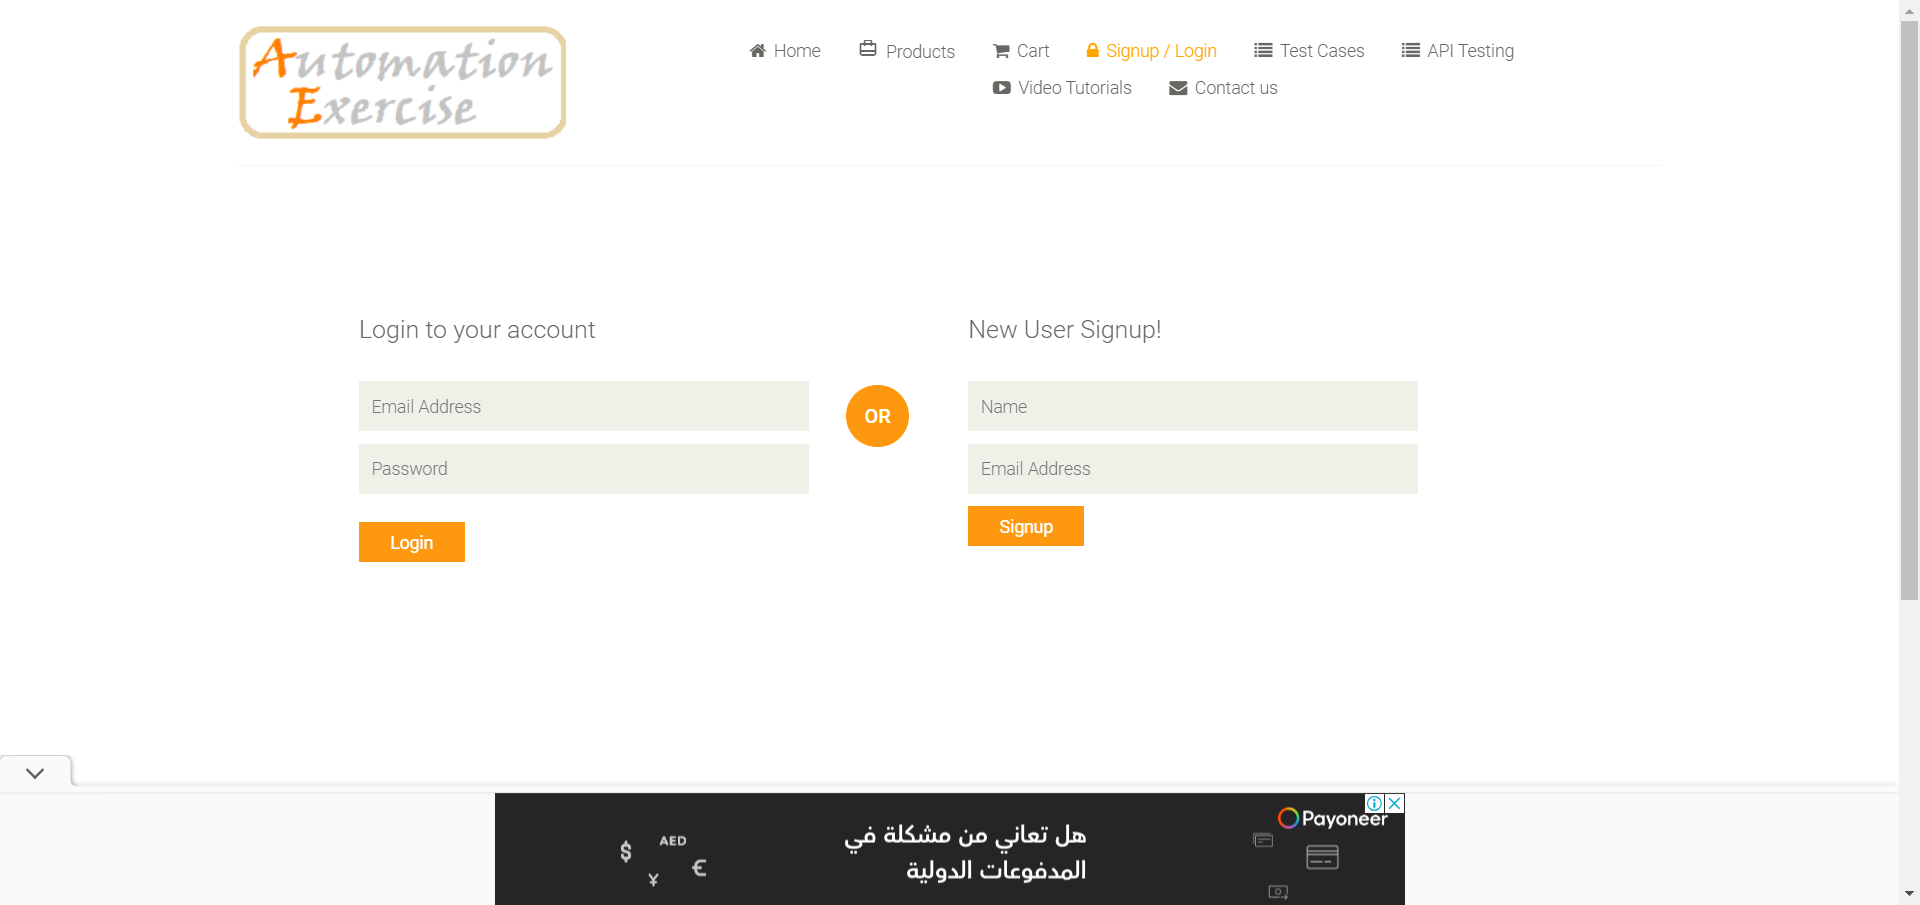 Automation
Exercise
Home
Products
Cart
Signup / Login
Test Cases
API Testing
Video Tutorials
Contact us
Login to your account
Email Address
Password
Login
OR
New User Signup!
Name
Email Address
Signup
$
AED
¥
€
هل تعاني من مشكلة في
المدفوعات الدولية
Payoneer